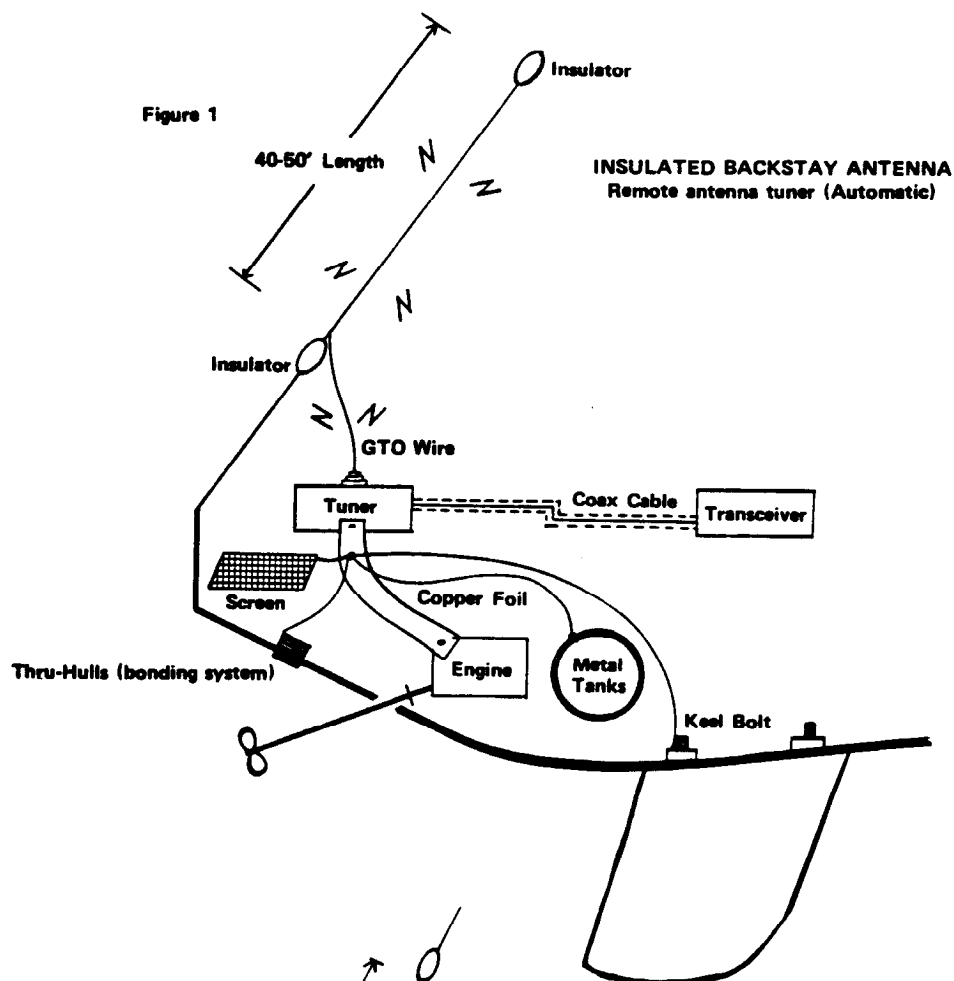 Insulator
Figure 1
40-50' Length
INSULATED BACKSTAY ANTENNA
Remote antenna tuner (Automatic)
Insulator
GTO Wire
Tuner
Coax Cable
Transceiver
Screen
Copper Foil
Thru-Hulls (bonding system)
Engine
Metal
Tanks
Keel Bolt